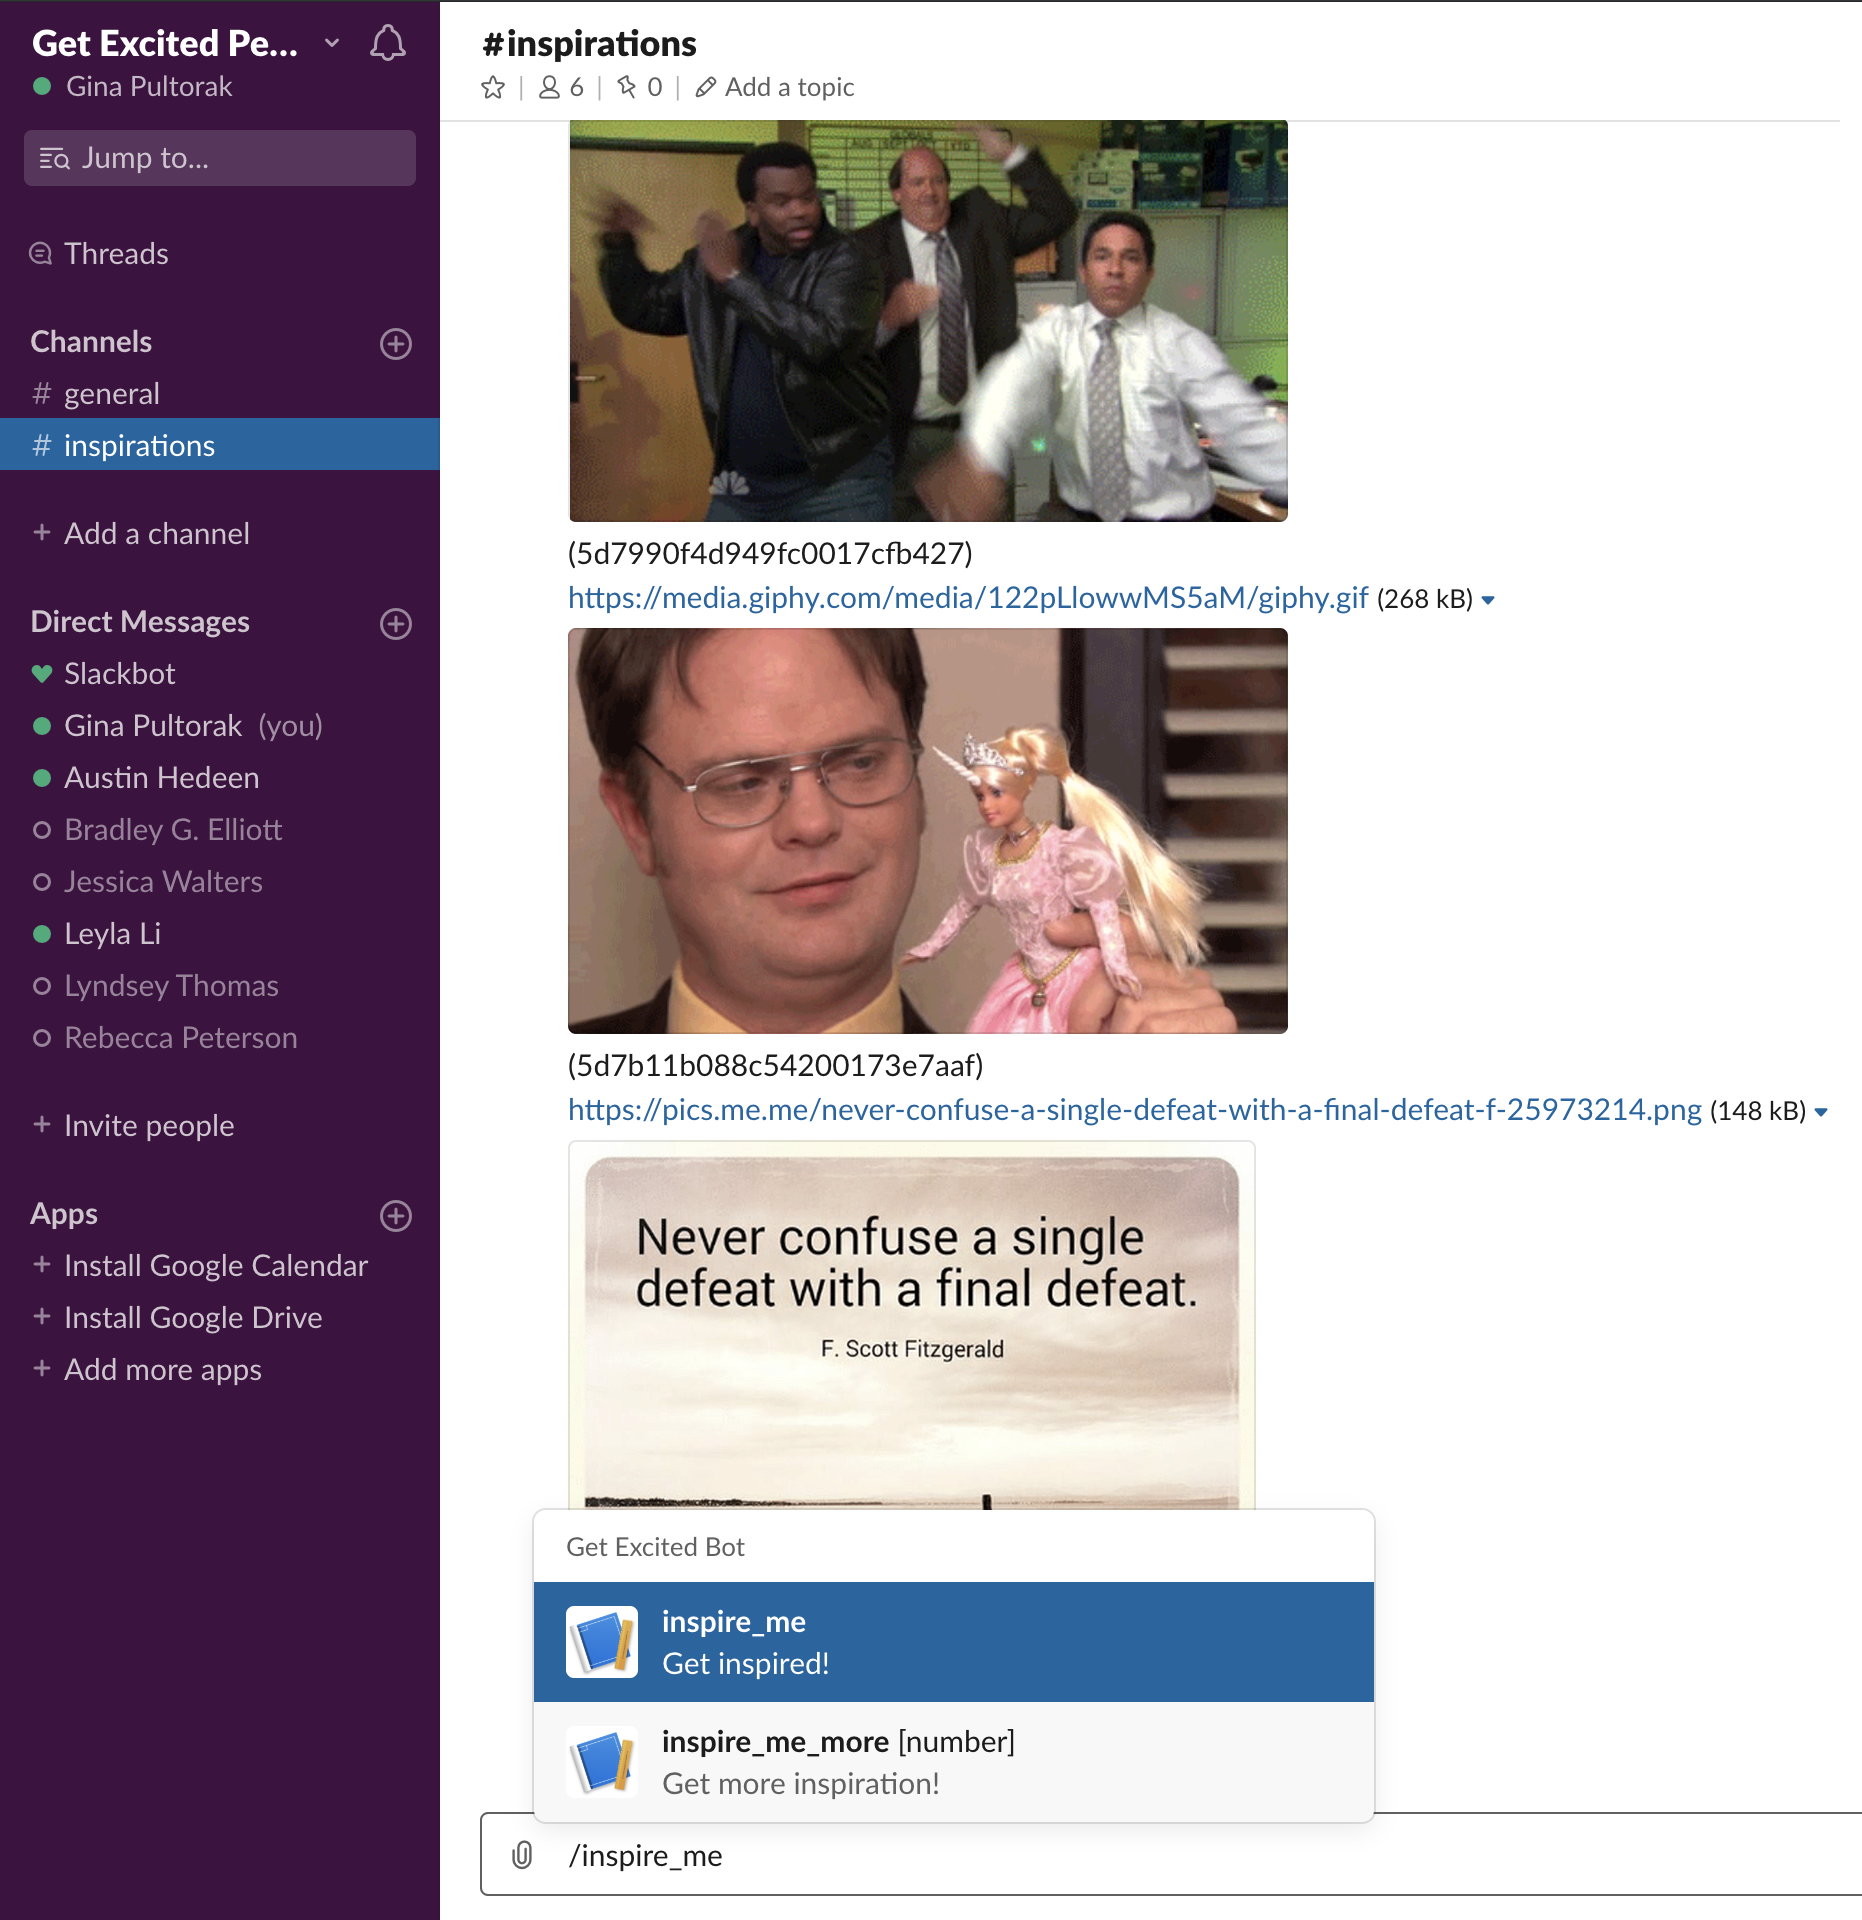 Get Excited Pe...
Gina Pultorak
Jump to...
Threads
Channels
# general
# inspirations
+ Add a channel
Direct Messages
Slackbot
Gina Pultorak (you)
Austin Hedeen
Bradley G. Elliott
Jessica Walters
Leyla Li
Lyndsey Thomas
Rebecca Peterson
+ Invite people
Apps
+ Install Google Calendar
+ Install Google Drive
+ Add more apps
#inspirations
6 | 0 | Add a topic
(5d7990f4d949fc0017cfb427)
https://media.giphy.com/media/122pLlowwMS5aM/giphy.gif (268 kB)
(5d7b11b088c54200173e7aaf)
https://pics.me.me/never-confuse-a-single-defeat-with-a-final-defeat-f-25973214.png (148 kB)
Never confuse a single
defeat with a final defeat.
F. Scott Fitzgerald
Get Excited Bot
inspire_me
Get inspired!
inspire_me_more [number]
Get more inspiration!
/inspire_me